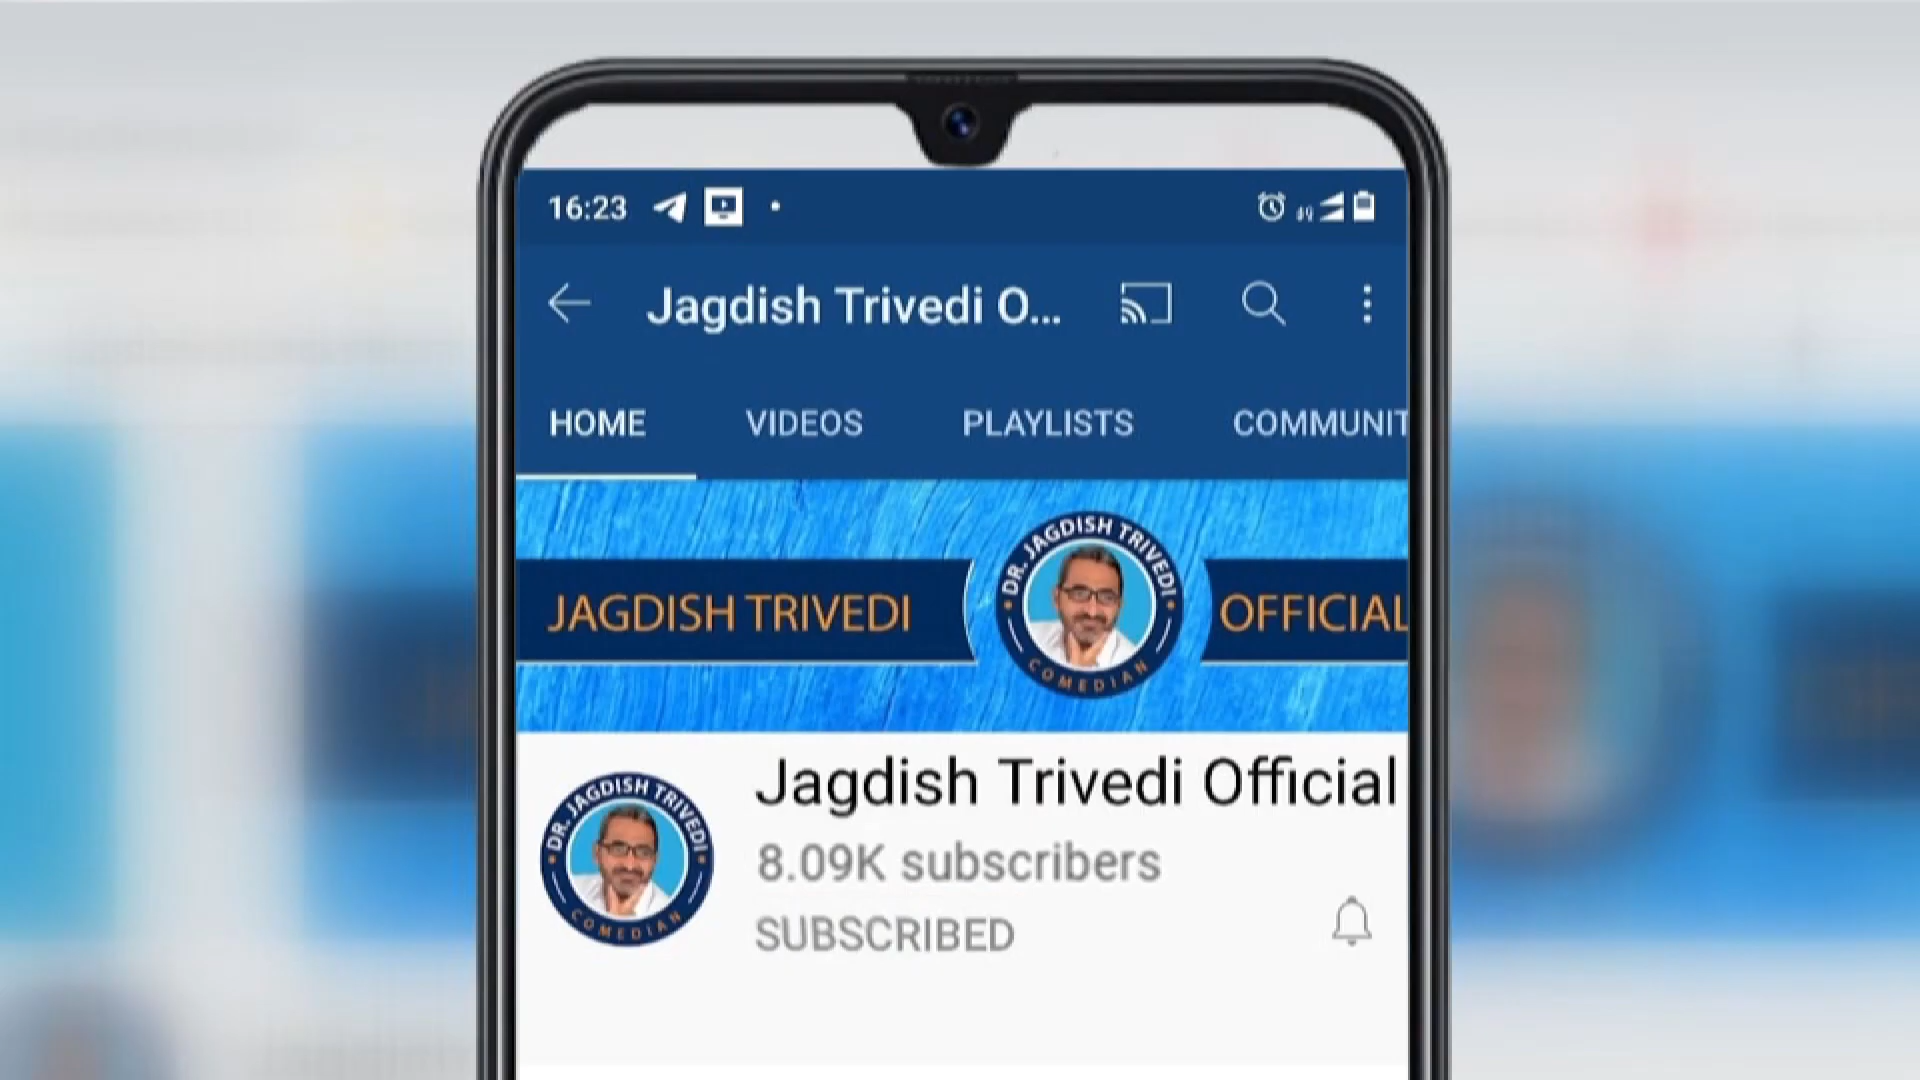 16:23
Jagdish Trivedi O...
HOME VIDEOS PLAYLISTS COMMUNIT
JAGDISH TRIVEDI
DR. JAGDISH TRIVEDI
COMEDIAN
OFFICIAL
DR. JAGDISH TRIVEDI
COMEDIAN
Jagdish Trivedi Official
8.09K subscribers
SUBSCRIBED